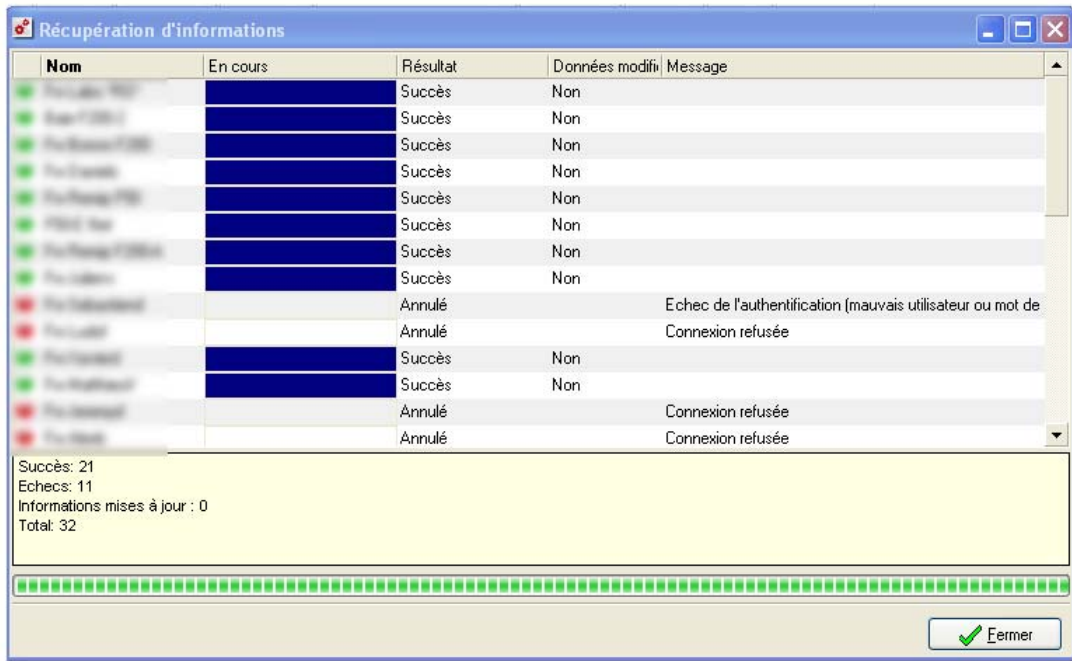 Récupération d'informations
Nom En cours Résultat Données modifi Message
Succès Non
Succès Non
Succès Non
Succès Non
Succès Non
Succès Non
Succès Non
Succès Non
Annulé Echec de l'authentification (mauvais utilisateur ou mot de
Annulé Connexion refusée
Succès Non
Succès Non
Annulé Connexion refusée
Annulé Connexion refusée
Succès: 21
Echecs: 11
Informations mises à jour : 0
Total: 32
Fermer